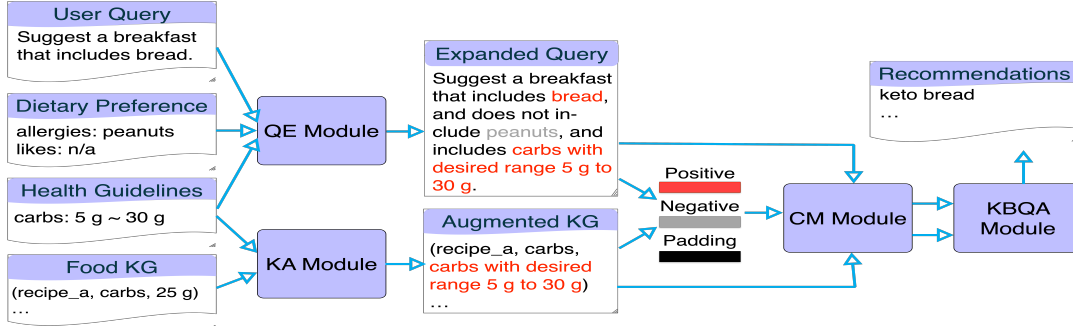 User Query
Suggest a breakfast
that includes bread.
Dietary Preference
allergies: peanuts
likes: n/a
Health Guidelines
carbs: 5 g ~ 30 g
Food KG
(recipe_a, carbs, 25 g)
...
QE Module
KA Module
Expanded Query
Suggest a breakfast
that includes bread,
and does not in-
clude peanuts, and
includes carbs with
desired range 5 g to
30 g.
Augmented KG
(recipe_a, carbs,
carbs with desired
range 5 g to 30 g)
...
Positive
Negative
Padding
CM Module
KBQA
Module
Recommendations
keto bread
...